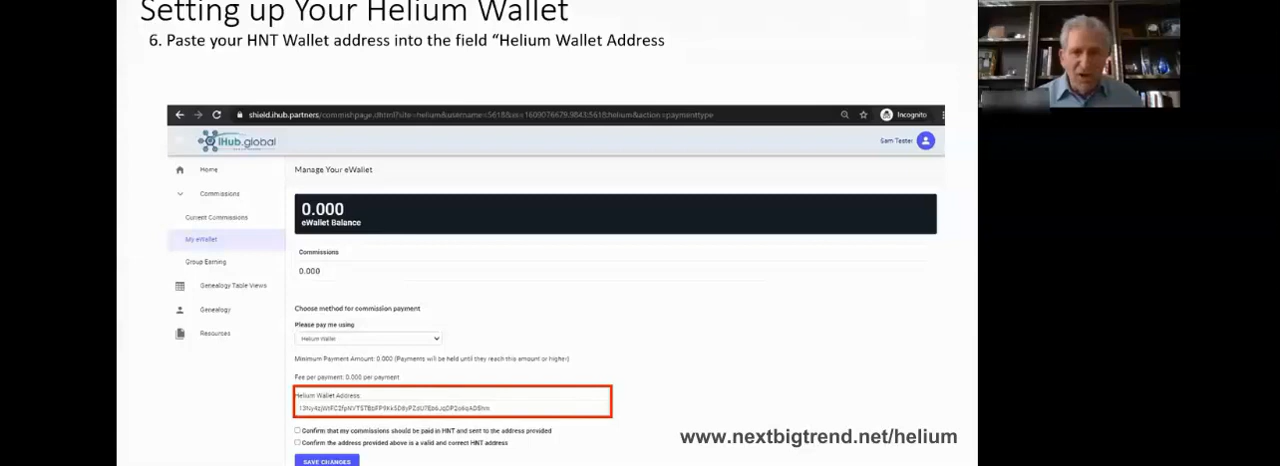 Setting up Your Helium Wallet
6. Paste your HNT Wallet address into the field “Helium Wallet Address
Incognito
iHub.global
Sam Tester
Home
Manage Your eWallet
Commissions
0.000
eWallet Balance
Current Commissions
My eWallet
Commissions
Group Earning
0.000
Genealogy Table Views
Genealogy
Choose method for commission payment
Please pay me using
Resources
Helium Wallet
Minimum Payment Amount: 0.000 (Payments will be held until they reach this amount or higher)
Fee per payment: 0.000 per payment
Helium Wallet Address:
Confirm that my commissions should be paid in HNT and sent to the address provided
Confirm the address provided above is a valid and correct HNT address
www.nextbigtrend.net/helium
SAVE CHANGES